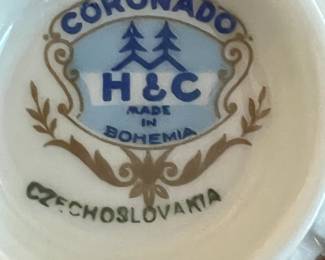 CORONADO
H & C
MADE
IN
BOHEMIA
CZECHOSLOVAKIA